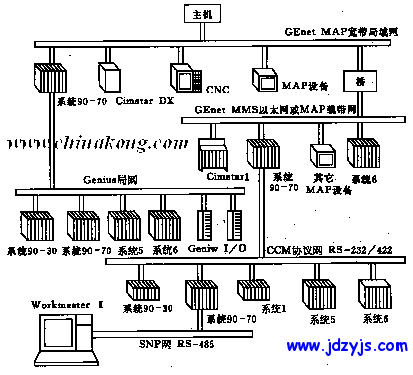 主机
GEnet MAP宽带局域网
系统90-70
Cimstar DX
CNC
MAP设备
桥
GEnet MMS以太网或MAP载带网
www.chinakong.com
Cimstar1
系统90-70
其它MAP设备
系统6
Genius局网
系统90-30
系统90-70
系统5
系统6
Geniw I/O
CCM协议网 RS-232/422
系统90-30
系统90-70
系统1
系统5
系统6
Workmaster Ⅱ
SNP网 RS-485
www.jdzyjs.com